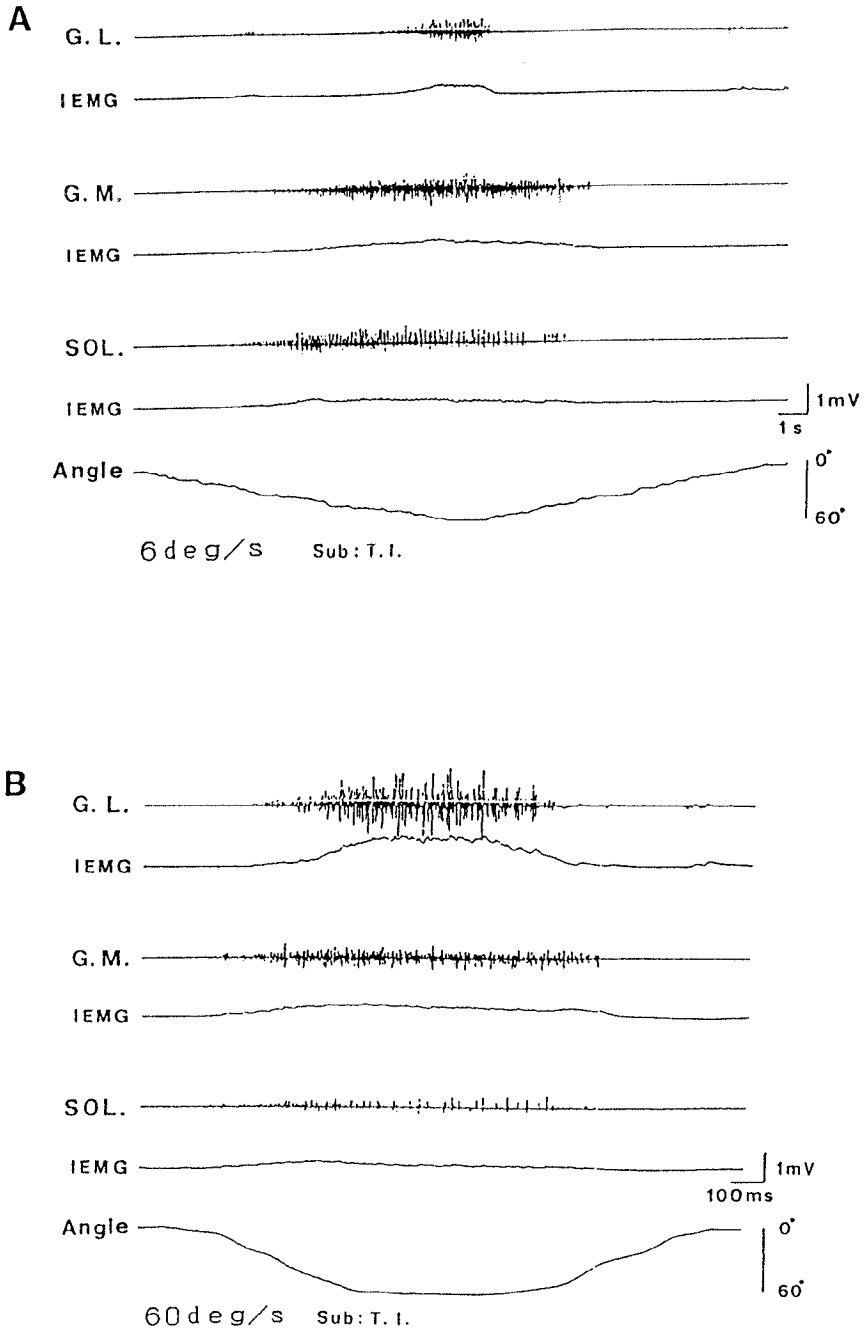 A
G. L.
IEMG
G. M.
IEMG
SOL.
IEMG
1mV
1 s
Angle
0°
60°
6deg/s Sub: T. I.
B
G. L.
IEMG
G. M.
IEMG
SOL.
IEMG
1mV
100ms
Angle
0°
60°
60deg/s Sub: T. I.